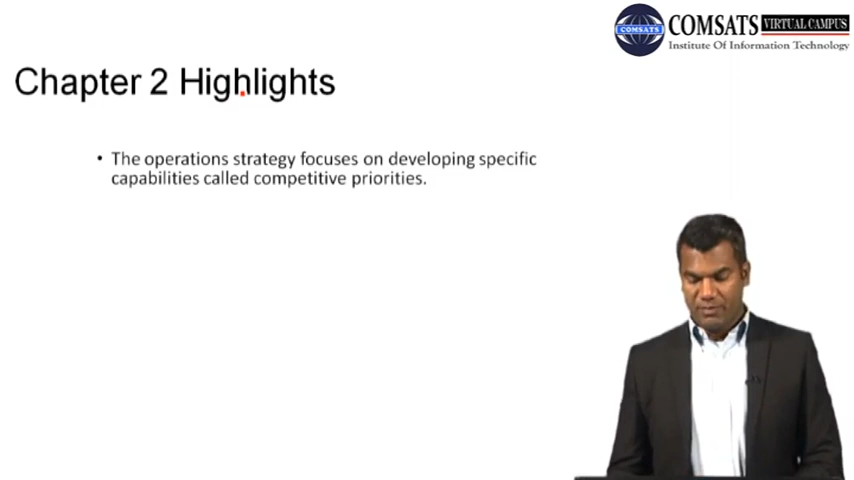 COMSATS VIRTUAL CAMPUS
COMSATS
Institute Of Information Technology
Chapter 2 Highlights
• The operations strategy focuses on developing specific
capabilities called competitive priorities.